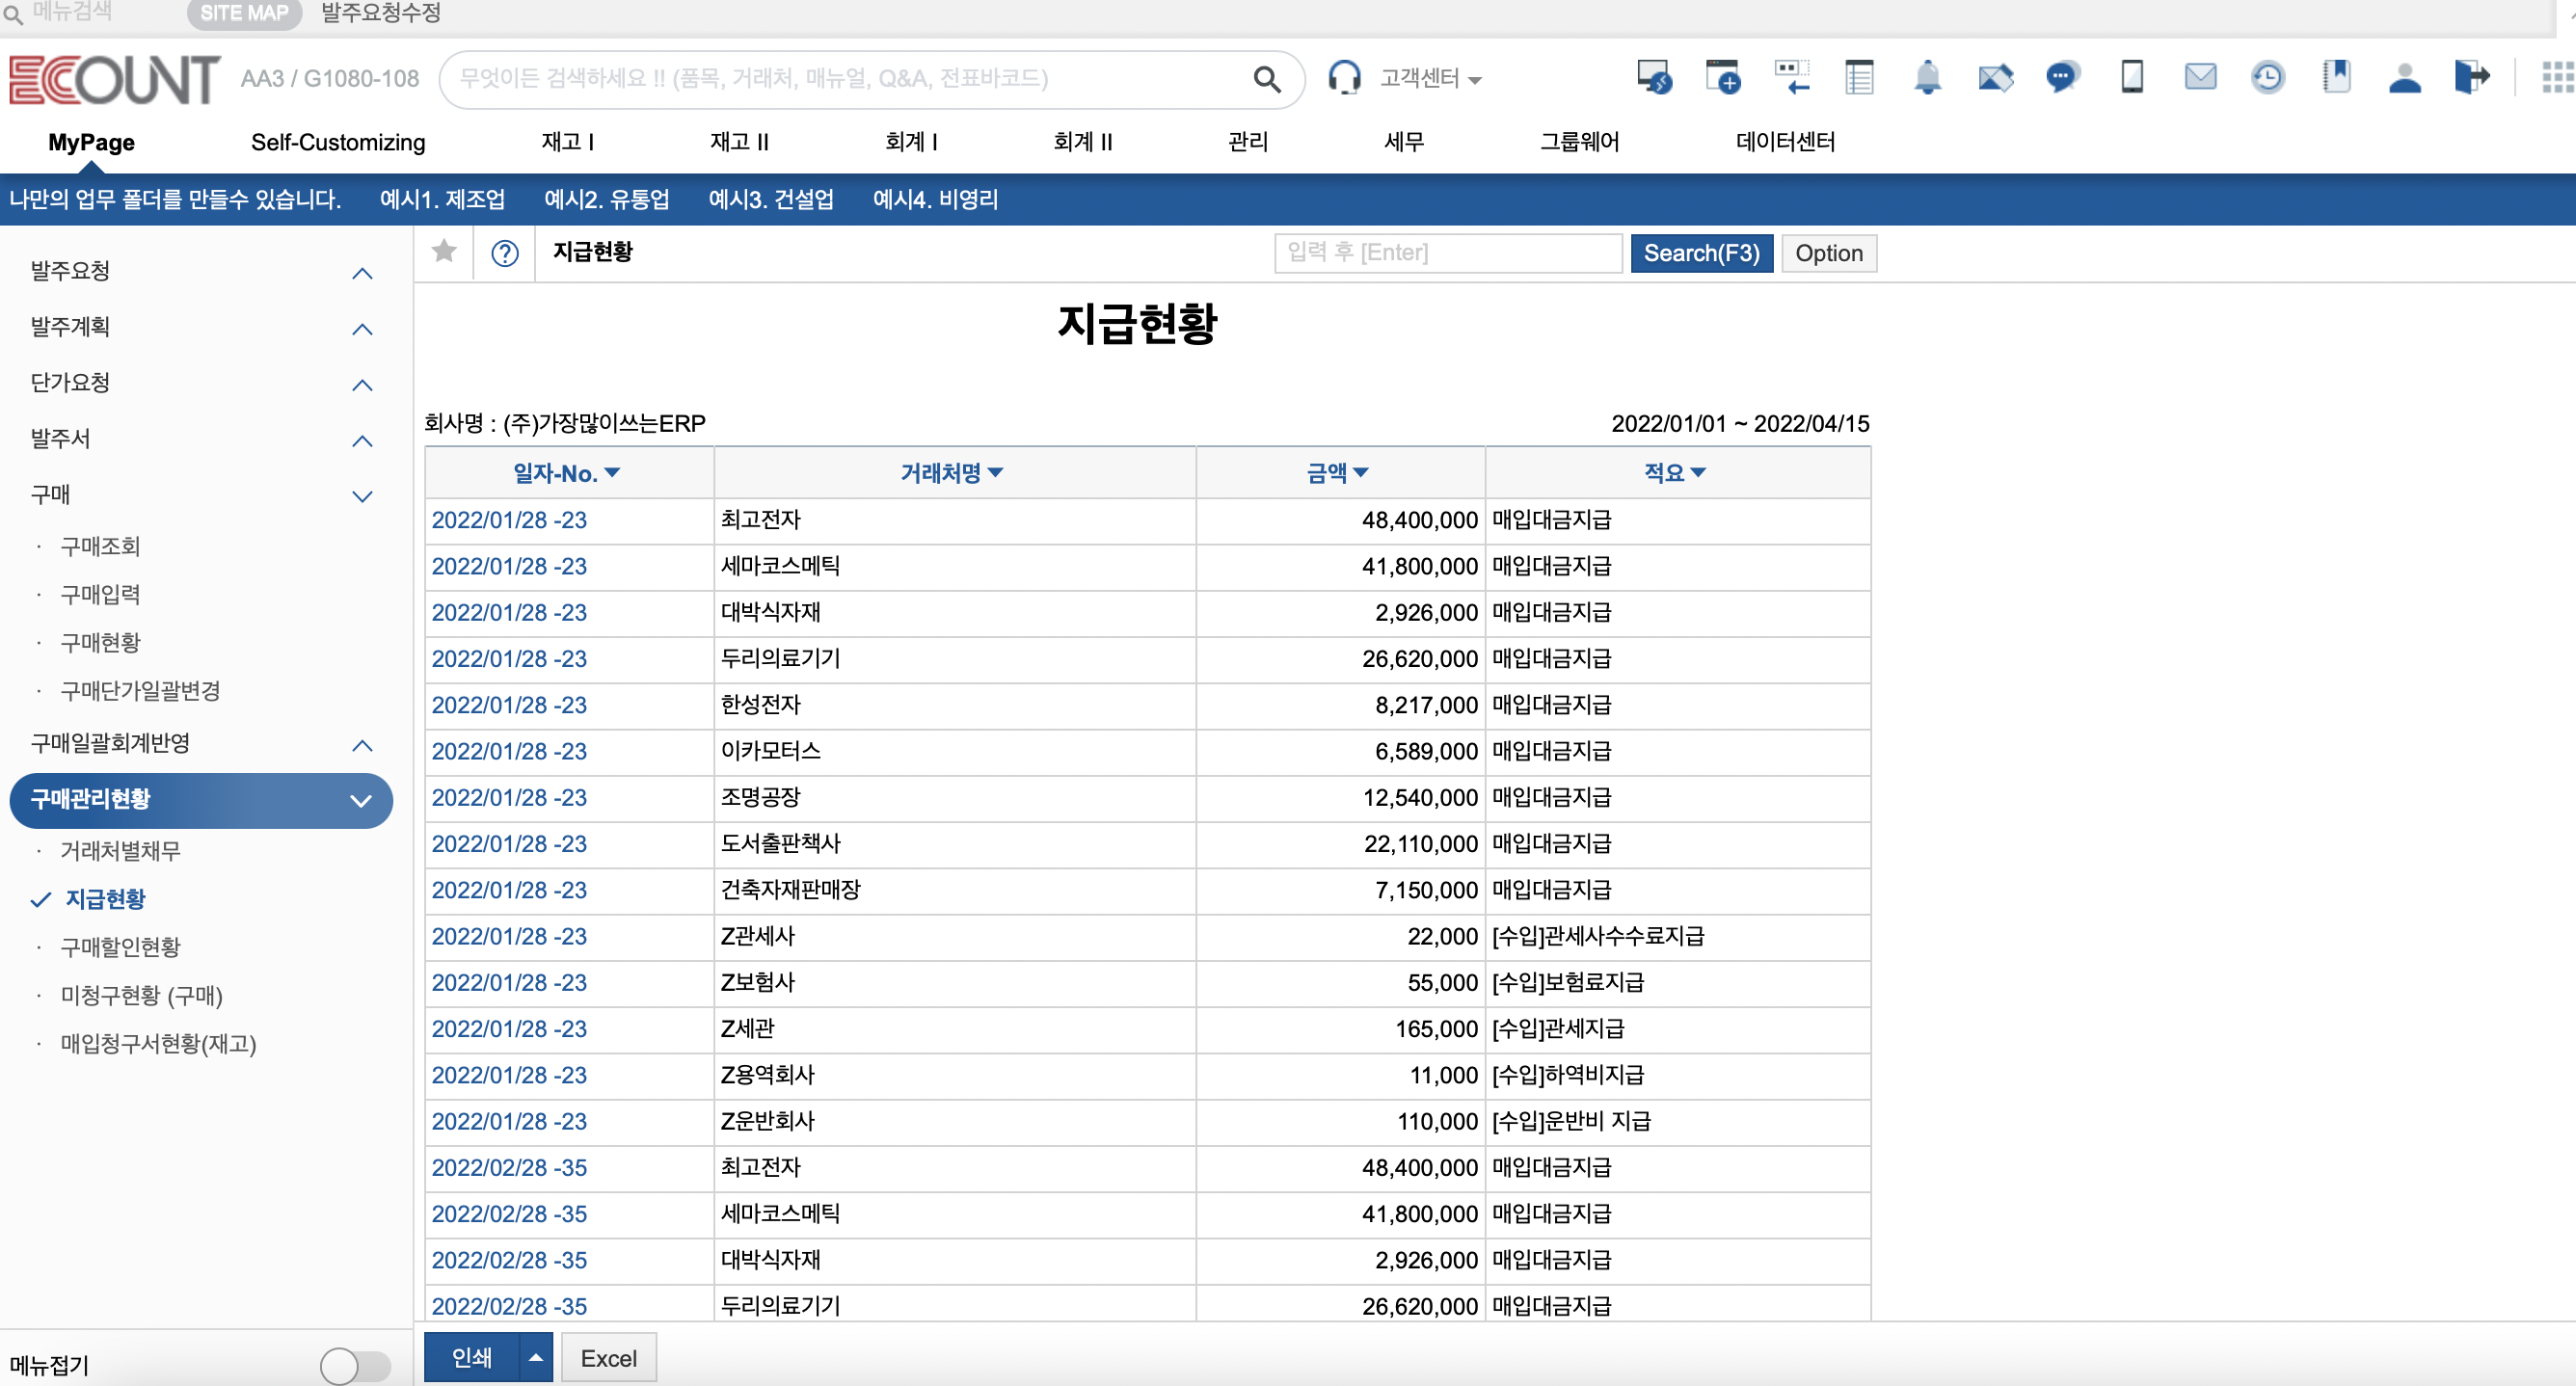 메뉴검색 SITE MAP 발주요청수정
ECOUNT AA3 / G1080-108 무엇이든 검색하세요 !! (품목, 거래처, 매뉴얼, Q&A, 전표바코드) 고객센터
MyPage Self-Customizing 재고 I 재고 II 회계 I 회계 II 관리 세무 그룹웨어 데이터센터
나만의 업무 폴더를 만들수 있습니다. 예시1. 제조업 예시2. 유통업 예시3. 건설업 예시4. 비영리
발주요청
발주계획
단가요청
발주서
구매
· 구매조회
· 구매입력
· 구매현황
· 구매단가일괄변경
구매일괄회계반영
구매관리현황
· 거래처별채무
지급현황
· 구매할인현황
· 미청구현황 (구매)
· 매입청구서현황(재고)
메뉴접기
지급현황 입력 후 [Enter] Search(F3) Option
지급현황
회사명 : (주)가장많이쓰는ERP 2022/01/01 ~ 2022/04/15
일자-No. 거래처명 금액 적요
2022/01/28 -23 최고전자 48,400,000 매입대금지급
2022/01/28 -23 세마코스메틱 41,800,000 매입대금지급
2022/01/28 -23 대박식자재 2,926,000 매입대금지급
2022/01/28 -23 두리의료기기 26,620,000 매입대금지급
2022/01/28 -23 한성전자 8,217,000 매입대금지급
2022/01/28 -23 이카모터스 6,589,000 매입대금지급
2022/01/28 -23 조명공장 12,540,000 매입대금지급
2022/01/28 -23 도서출판책사 22,110,000 매입대금지급
2022/01/28 -23 건축자재판매장 7,150,000 매입대금지급
2022/01/28 -23 Z관세사 22,000 [수입]관세사수수료지급
2022/01/28 -23 Z보험사 55,000 [수입]보험료지급
2022/01/28 -23 Z세관 165,000 [수입]관세지급
2022/01/28 -23 Z용역회사 11,000 [수입]하역비지급
2022/01/28 -23 Z운반회사 110,000 [수입]운반비 지급
2022/02/28 -35 최고전자 48,400,000 매입대금지급
2022/02/28 -35 세마코스메틱 41,800,000 매입대금지급
2022/02/28 -35 대박식자재 2,926,000 매입대금지급
2022/02/28 -35 두리의료기기 26,620,000 매입대금지급
인쇄 Excel